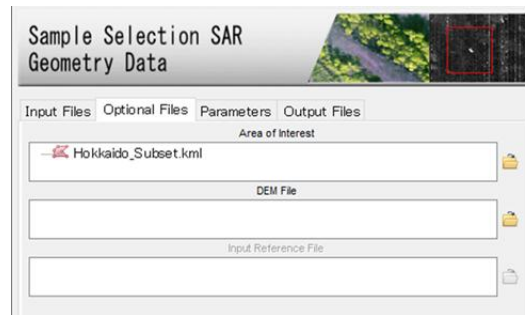 Sample Selection SAR
Geometry Data
Input Files Optional Files Parameters Output Files
Area of Interest
Hokkaido_Subset.kml
DEM File
Input Reference File